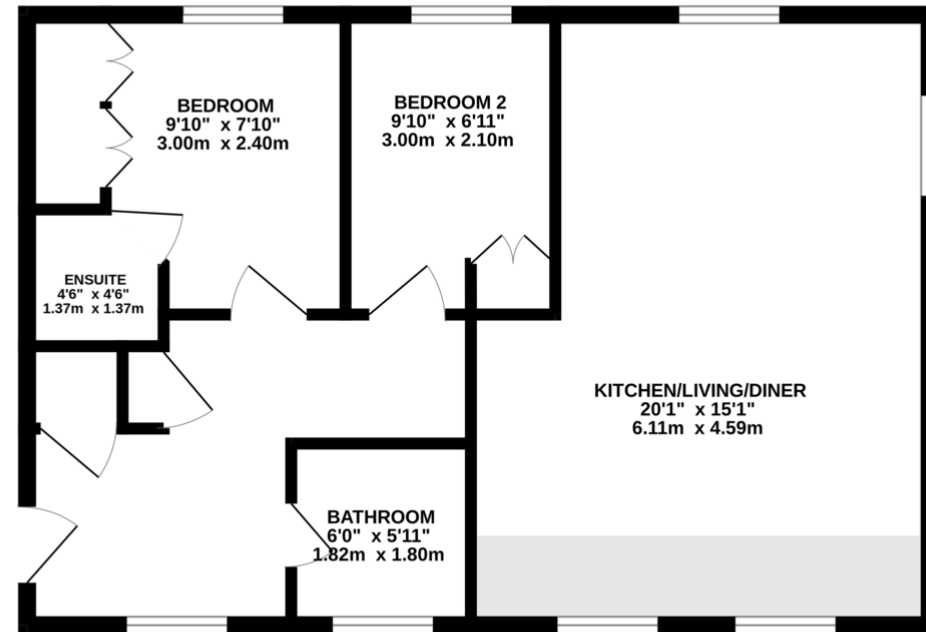 BEDROOM
9'10" x 7'10"
3.00m x 2.40m
BEDROOM 2
9'10" x 6'11"
3.00m x 2.10m
ENSUITE
4'6" x 4'6"
1.37m x 1.37m
KITCHEN/LIVING/DINER
20'1" x 15'1"
6.11m x 4.59m
BATHROOM
6'0" x 5'11"
1.82m x 1.80m